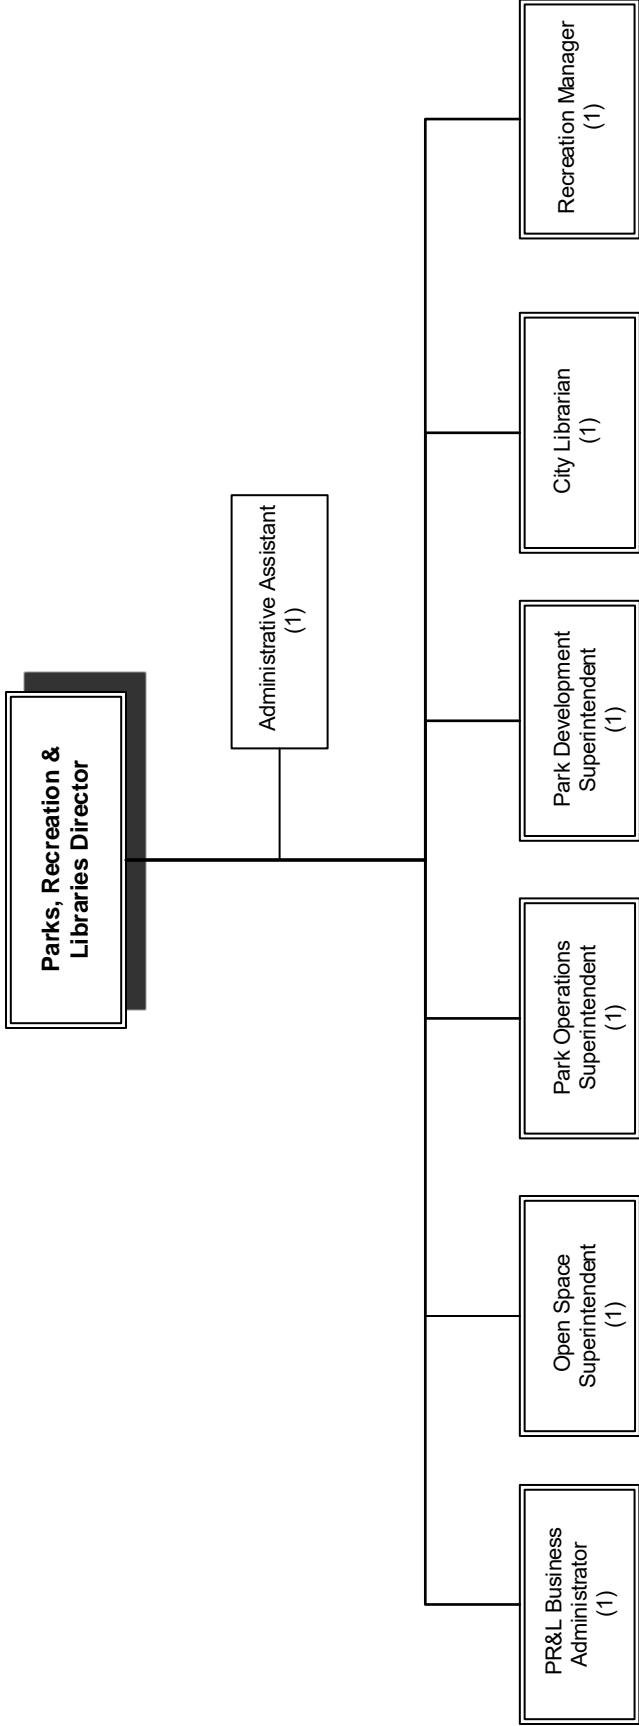 Parks, Recreation &
Libraries Director
Administrative Assistant
(1)
PR&L Business
Administrator
(1)
Open Space
Superintendent
(1)
Park Operations
Superintendent
(1)
Park Development
Superintendent
(1)
City Librarian
(1)
Recreation Manager
(1)